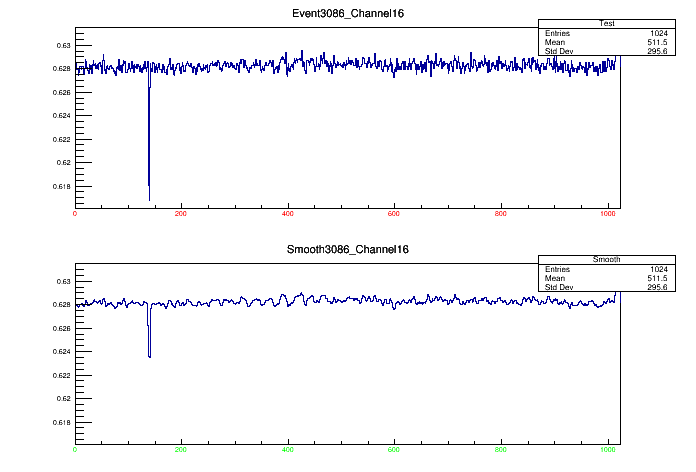 Event3086_Channel16
Test
Entries 1024
Mean 511.5
Std Dev 295.6
0.63
0.628
0.626
0.624
0.622
0.62
0.618
0 200 400 600 800 1000
Smooth3086_Channel16
Smooth
Entries 1024
Mean 511.5
Std Dev 295.6
0.63
0.628
0.626
0.624
0.622
0.62
0.618
0 200 400 600 800 1000